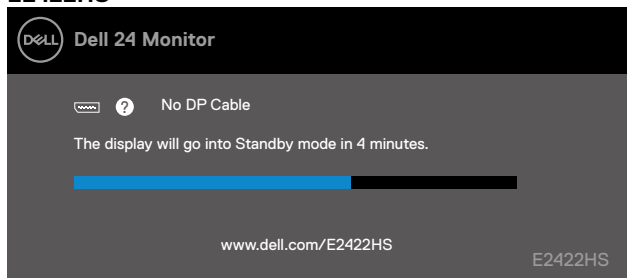 E2422HS
DELL Dell 24 Monitor
? No DP Cable
The display will go into Standby mode in 4 minutes.
www.dell.com/E2422HS
E2422HS